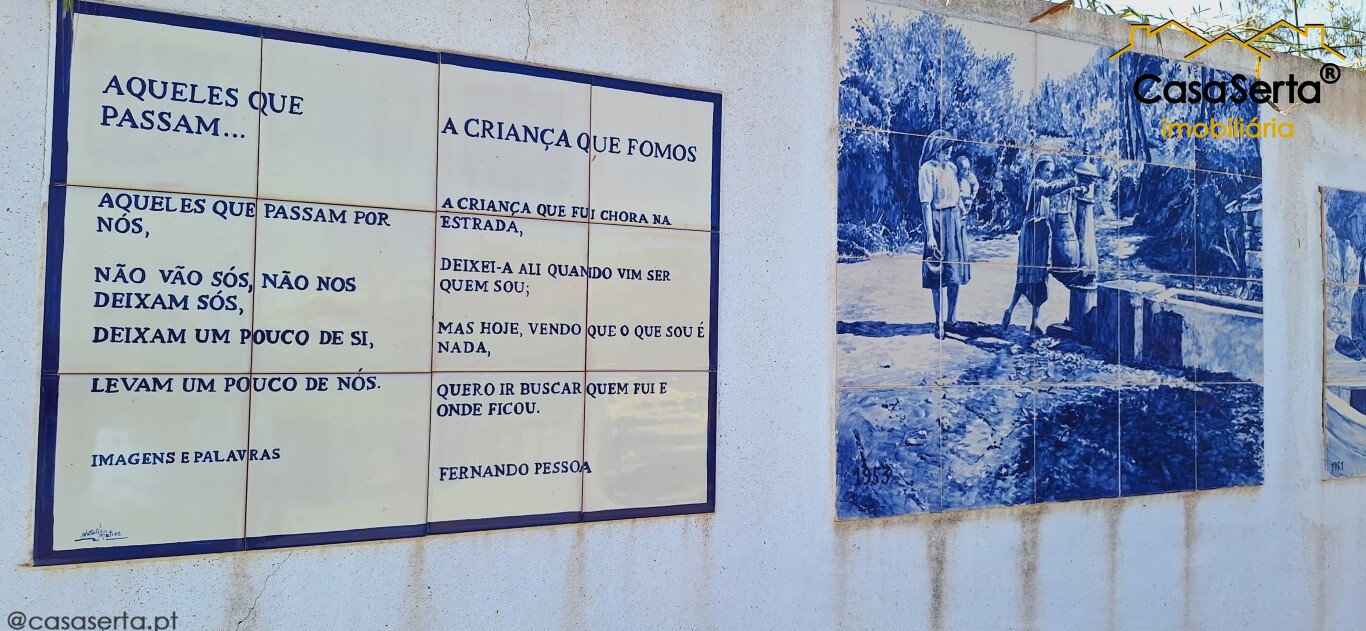 AQUELES QUE
PASSAM...
AQUELES QUE PASSAM POR
NÓS,
NÃO VÃO SÓS, NÃO NOS
DEIXAM SÓS,
DEIXAM UM POUCO DE SI,
LEVAM UM POUCO DE NÓS.
IMAGENS E PALAVRAS
A CRIANÇA QUE FOMOS
A CRIANÇA QUE FUI CHORA NA
ESTRADA,
DEIXEI-A ALI QUANDO VIM SER
QUEM SOU;
MAS HOJE, VENDO QUE O QUE SOU É
NADA,
QUERO IR BUSCAR QUEM FUI E
ONDE FICOU.
FERNANDO PESSOA
1953
1951
CasaSerta®
imobiliária
@casaserta.pt